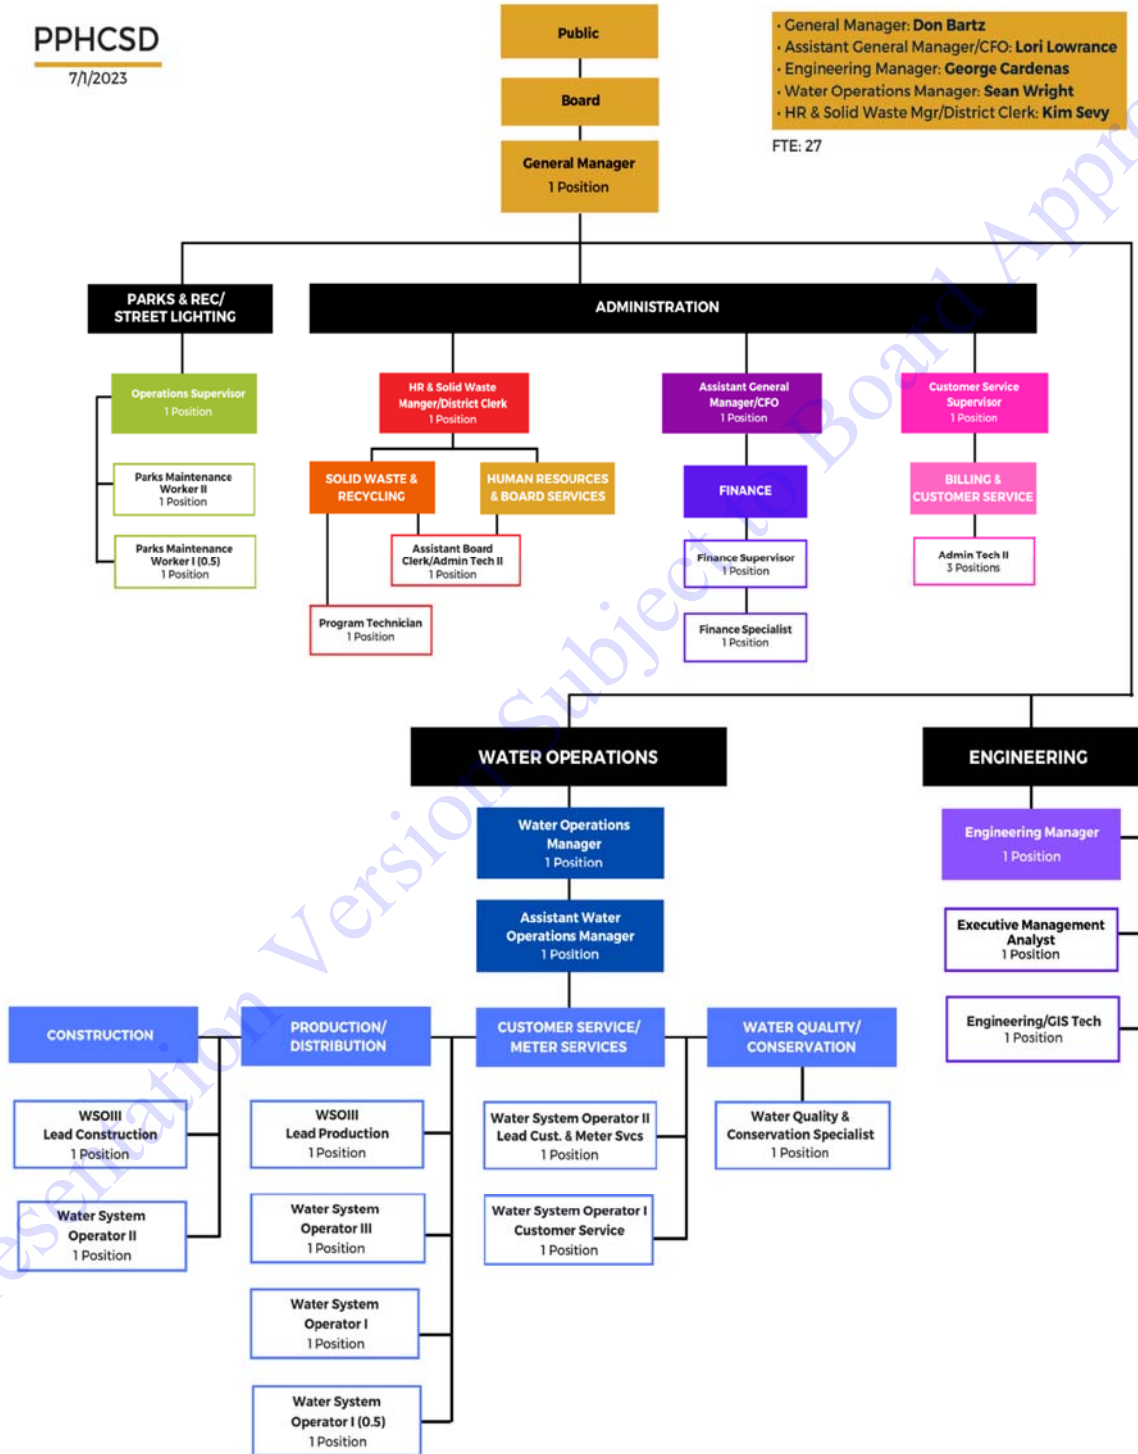 PPHCSD
7/1/2023
Public
Board
General Manager
1 Position
• General Manager: Don Bartz
• Assistant General Manager/CFO: Lori Lowrance
• Engineering Manager: George Cardenas
• Water Operations Manager: Sean Wright
• HR & Solid Waste Mgr/District Clerk: Kim Sevy
FTE: 27
PARKS & REC/
STREET LIGHTING
ADMINISTRATION
Operations Supervisor
1 Position
Parks Maintenance
Worker II
1 Position
Parks Maintenance
Worker I (0.5)
1 Position
HR & Solid Waste
Manger/District Clerk
1 Position
SOLID WASTE &
RECYCLING
HUMAN RESOURCES
& BOARD SERVICES
Assistant Board
Clerk/Admin Tech II
1 Position
Program Technician
1 Position
Assistant General
Manager/CFO
1 Position
FINANCE
Finance Supervisor
1 Position
Finance Specialist
1 Position
Customer Service
Supervisor
1 Position
BILLING &
CUSTOMER SERVICE
Admin Tech II
3 Positions
WATER OPERATIONS
Water Operations
Manager
1 Position
Assistant Water
Operations Manager
1 Position
ENGINEERING
Engineering Manager
1 Position
Executive Management
Analyst
1 Position
Engineering/GIS Tech
1 Position
CONSTRUCTION
WSOIII
Lead Construction
1 Position
Water System
Operator II
1 Position
PRODUCTION/
DISTRIBUTION
WSOIII
Lead Production
1 Position
Water System
Operator III
1 Position
Water System
Operator I
1 Position
Water System
Operator I (0.5)
1 Position
CUSTOMER SERVICE/
METER SERVICES
Water System Operator II
Lead Cust. & Meter Svcs
1 Position
Water System Operator I
Customer Service
1 Position
WATER QUALITY/
CONSERVATION
Water Quality &
Conservation Specialist
1 Position
esentation Version Subject to Board Appro